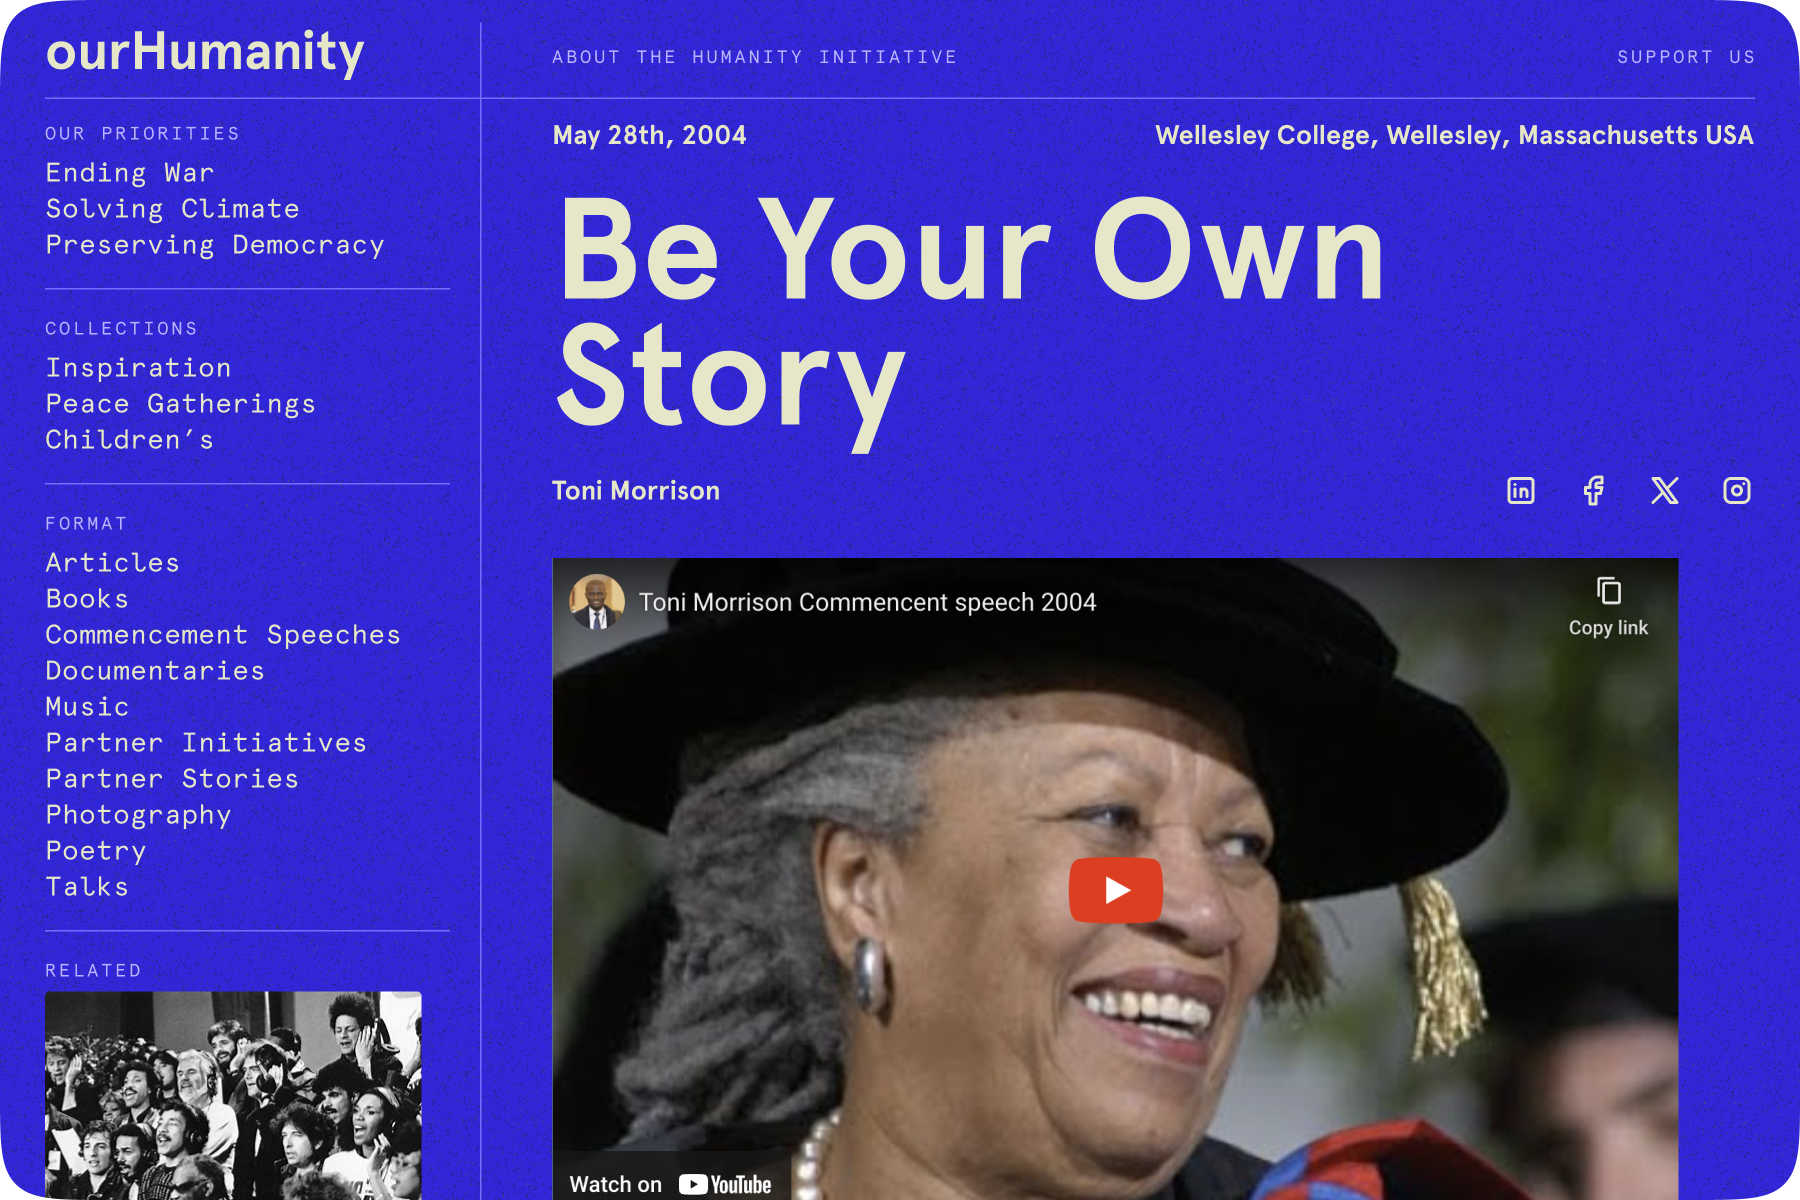 ourHumanity
ABOUT THE HUMANITY INITIATIVE
SUPPORT US
OUR PRIORITIES
Ending War
Solving Climate
Preserving Democracy
COLLECTIONS
Inspiration
Peace Gatherings
Children’s
FORMAT
Articles
Books
Commencement Speeches
Documentaries
Music
Partner Initiatives
Partner Stories
Photography
Poetry
Talks
RELATED
May 28th, 2004
Wellesley College, Wellesley, Massachusetts USA
Be Your Own
Story
Toni Morrison
Toni Morrison Commencent speech 2004
Copy link
Watch on YouTube